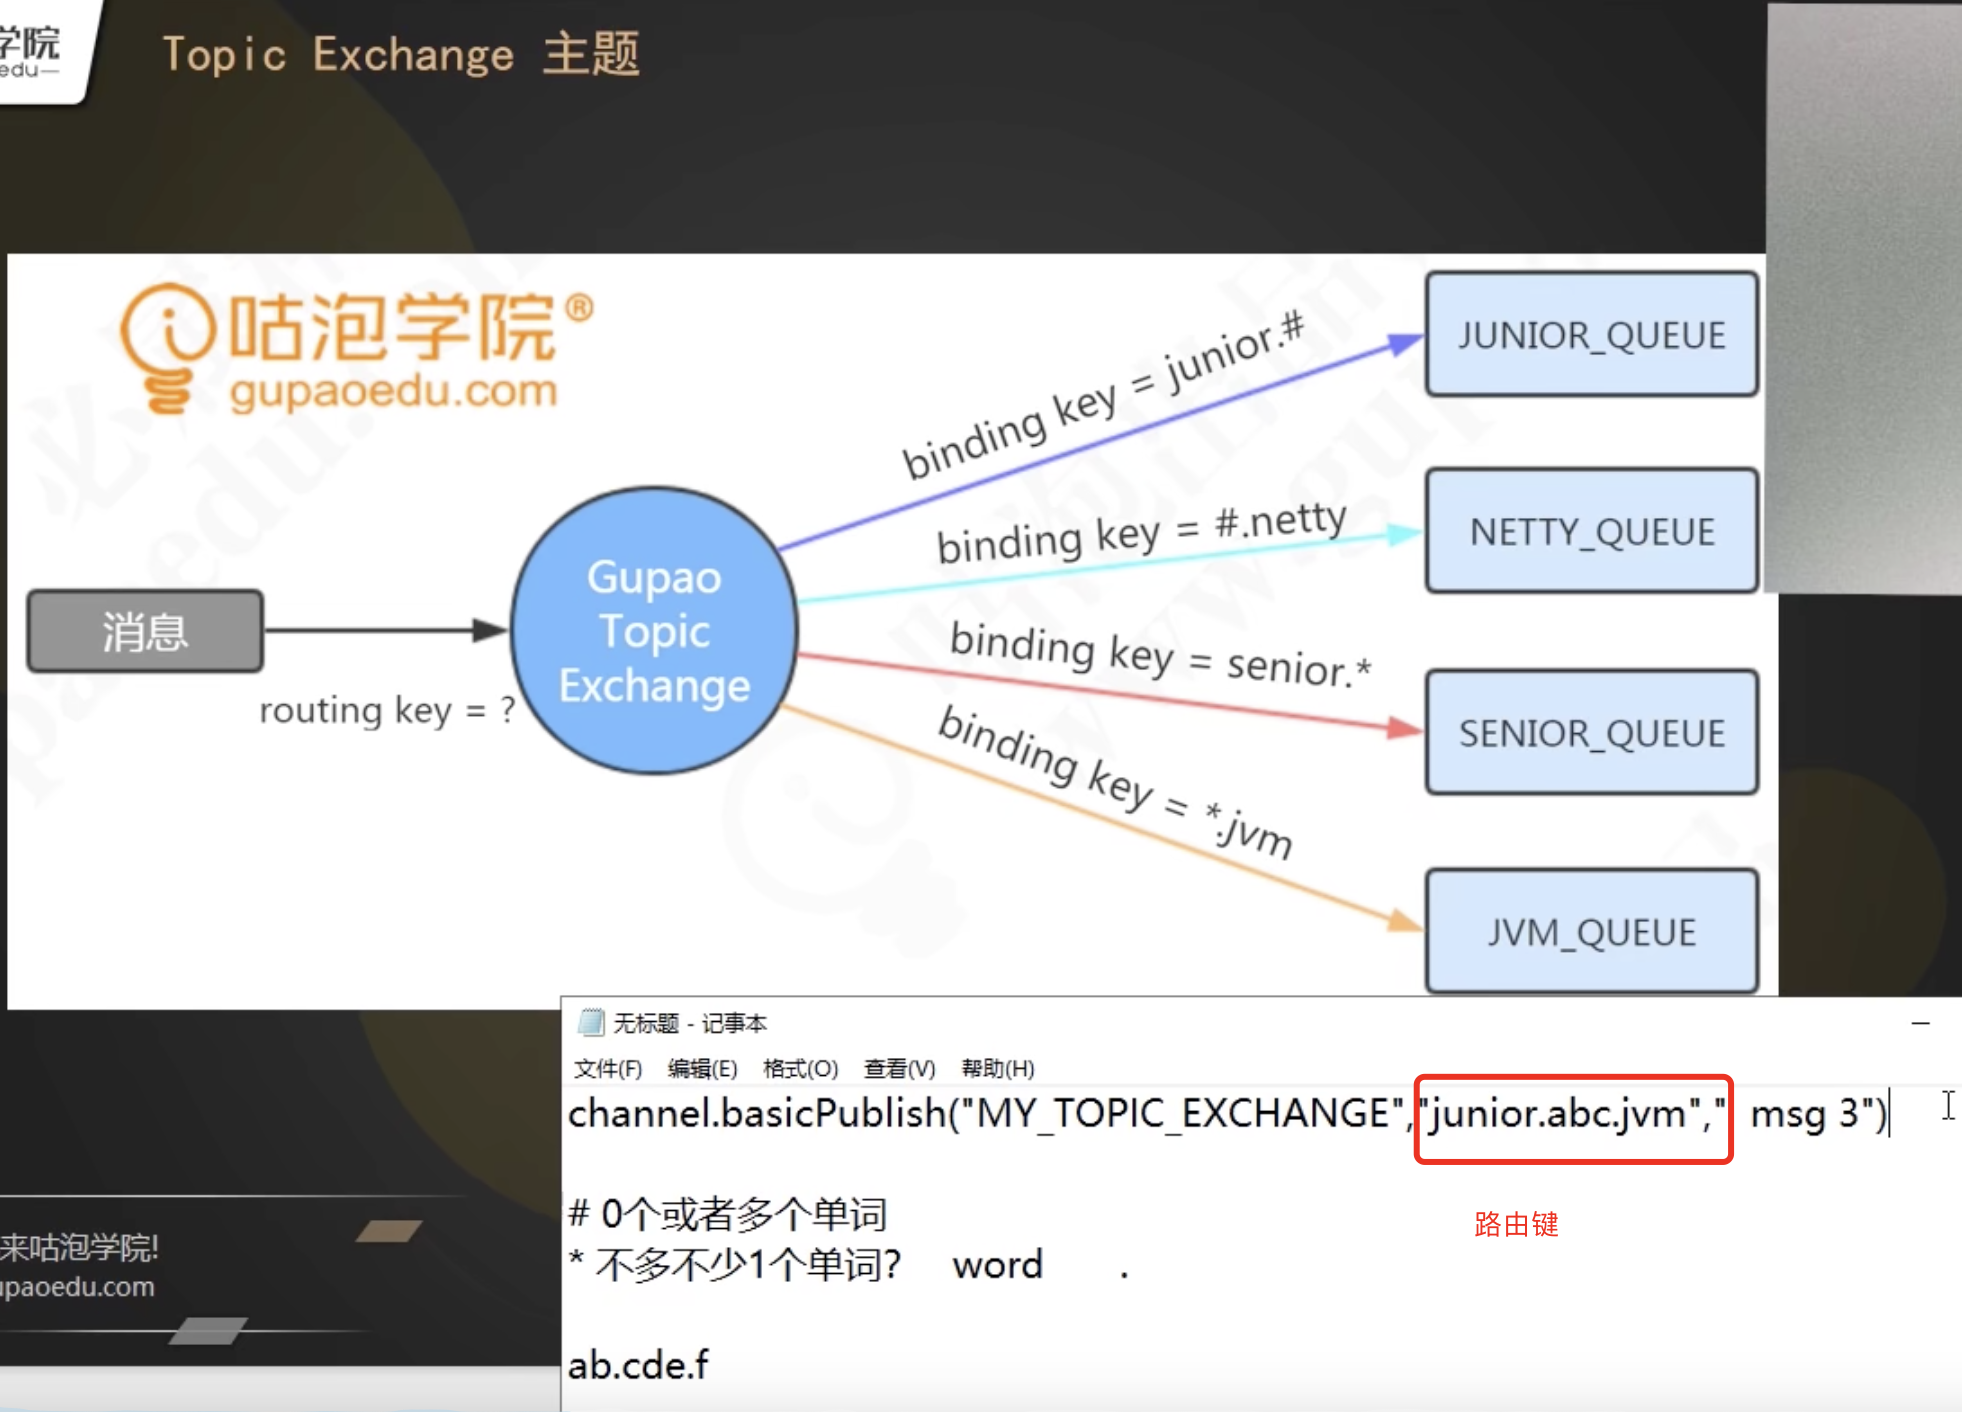 学院
edu—
Topic Exchange 主题
咕泡学院®
gupaoedu.com
binding key = junior.#
JUNIOR_QUEUE
binding key = #.netty
NETTY_QUEUE
消息
routing key = ?
Gupao
Topic
Exchange
binding key = senior.*
SENIOR_QUEUE
binding key = *.jvm
JVM_QUEUE
无标题 - 记事本
文件(F) 编辑(E) 格式(O) 查看(V) 帮助(H)
channel.basicPublish("MY_TOPIC_EXCHANGE","junior.abc.jvm"," msg 3")
# 0个或者多个单词
路由键
* 不多不少1个单词? word .
ab.cde.f
来咕泡学院!
upaoedu.com